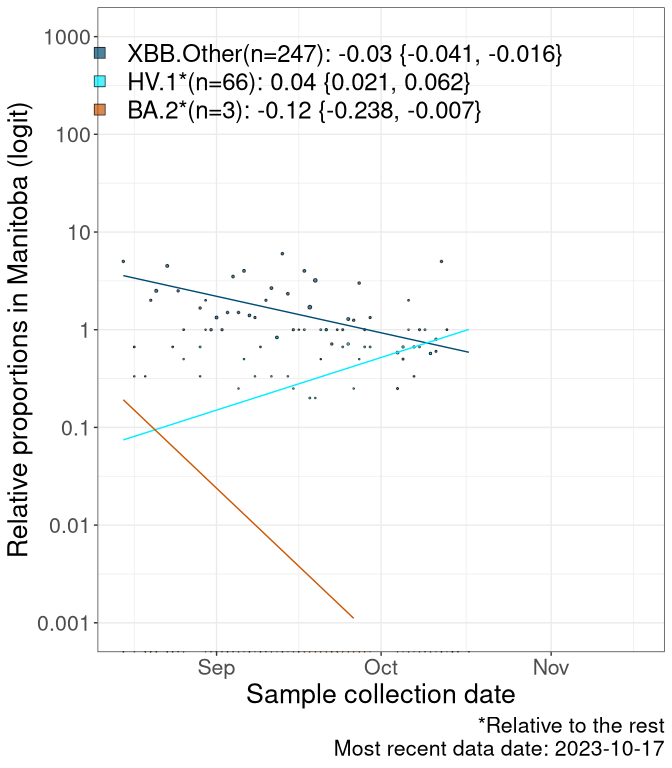 1000
XBB.Other(n=247): -0.03 {-0.041, -0.016}
HV.1*(n=66): 0.04 {0.021, 0.062}
BA.2*(n=3): -0.12 {-0.238, -0.007}
100
10
1
0.1
0.01
0.001
Relative proportions in Manitoba (logit)
Sep Oct Nov
Sample collection date
*Relative to the rest
Most recent data date: 2023-10-17